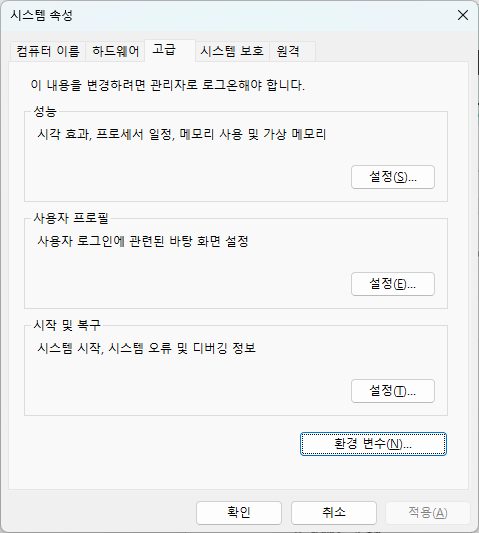 시스템 속성
컴퓨터 이름 하드웨어 고급 시스템 보호 원격
이 내용을 변경하려면 관리자로 로그온해야 합니다.
성능
시각 효과, 프로세서 일정, 메모리 사용 및 가상 메모리
설정(S)...
사용자 프로필
사용자 로그인에 관련된 바탕 화면 설정
설정(E)...
시작 및 복구
시스템 시작, 시스템 오류 및 디버깅 정보
설정(T)...
환경 변수(N)...
확인 취소 적용(A)